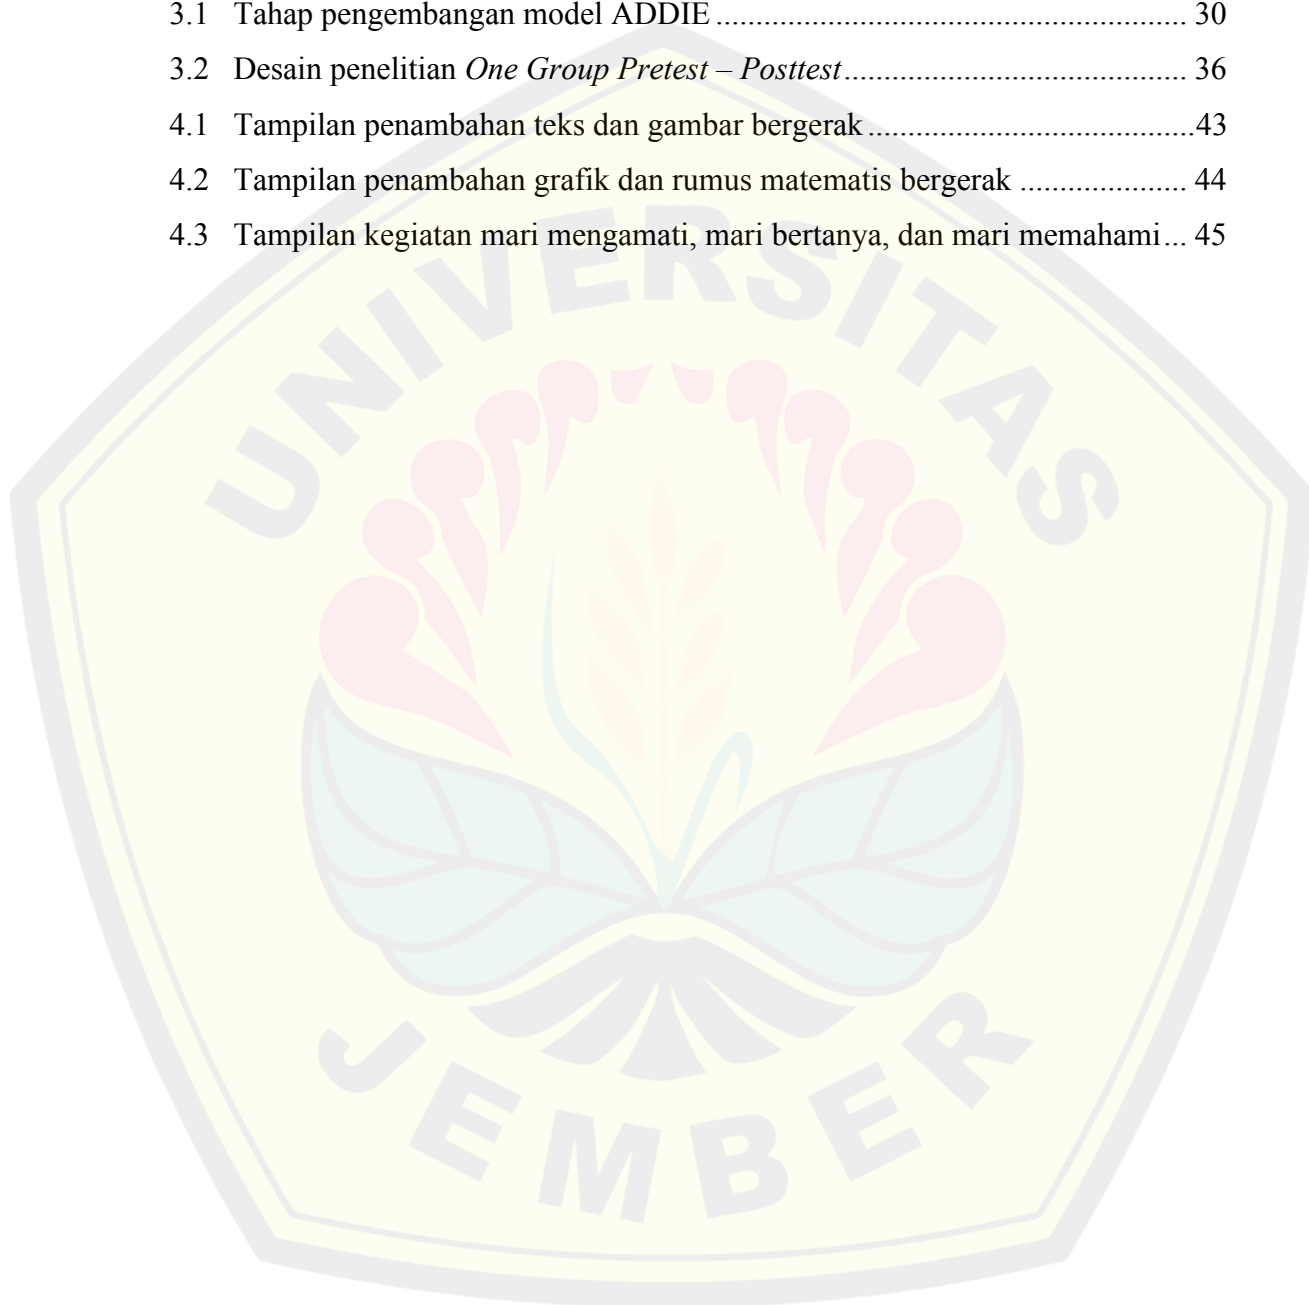 3.1 Tahap pengembangan model ADDIE ............................................................ 30
3.2 Desain penelitian One Group Pretest – Posttest ........................................... 36
4.1 Tampilan penambahan teks dan gambar bergerak .........................................43
4.2 Tampilan penambahan grafik dan rumus matematis bergerak ..................... 44
4.3 Tampilan kegiatan mari mengamati, mari bertanya, dan mari memahami... 45
UNIVERSITAS
JEMBER